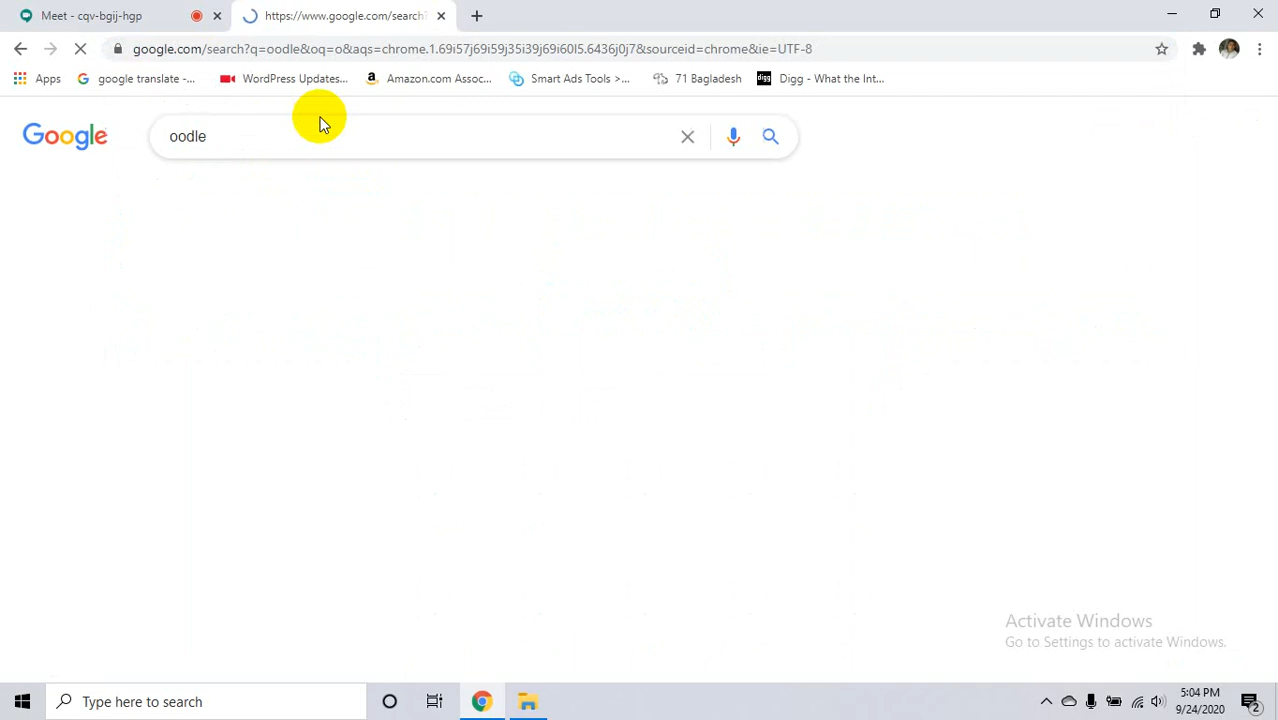 Meet - cqv-bgij-hgp
https://www.google.com/search?
google.com/search?q=oodle&oq=o&aqs=chrome.1.69i57j69i59j35i39j69i60l5.6436j0j7&sourceid=chrome&ie=UTF-8
Apps google translate -... WordPress Updates... Amazon.com Assoc... Smart Ads Tools >... 71 Bagladesh digg Digg - What the Int...
Google oodle
Activate Windows
Go to Settings to activate Windows.
Type here to search
5:04 PM
9/24/2020
2